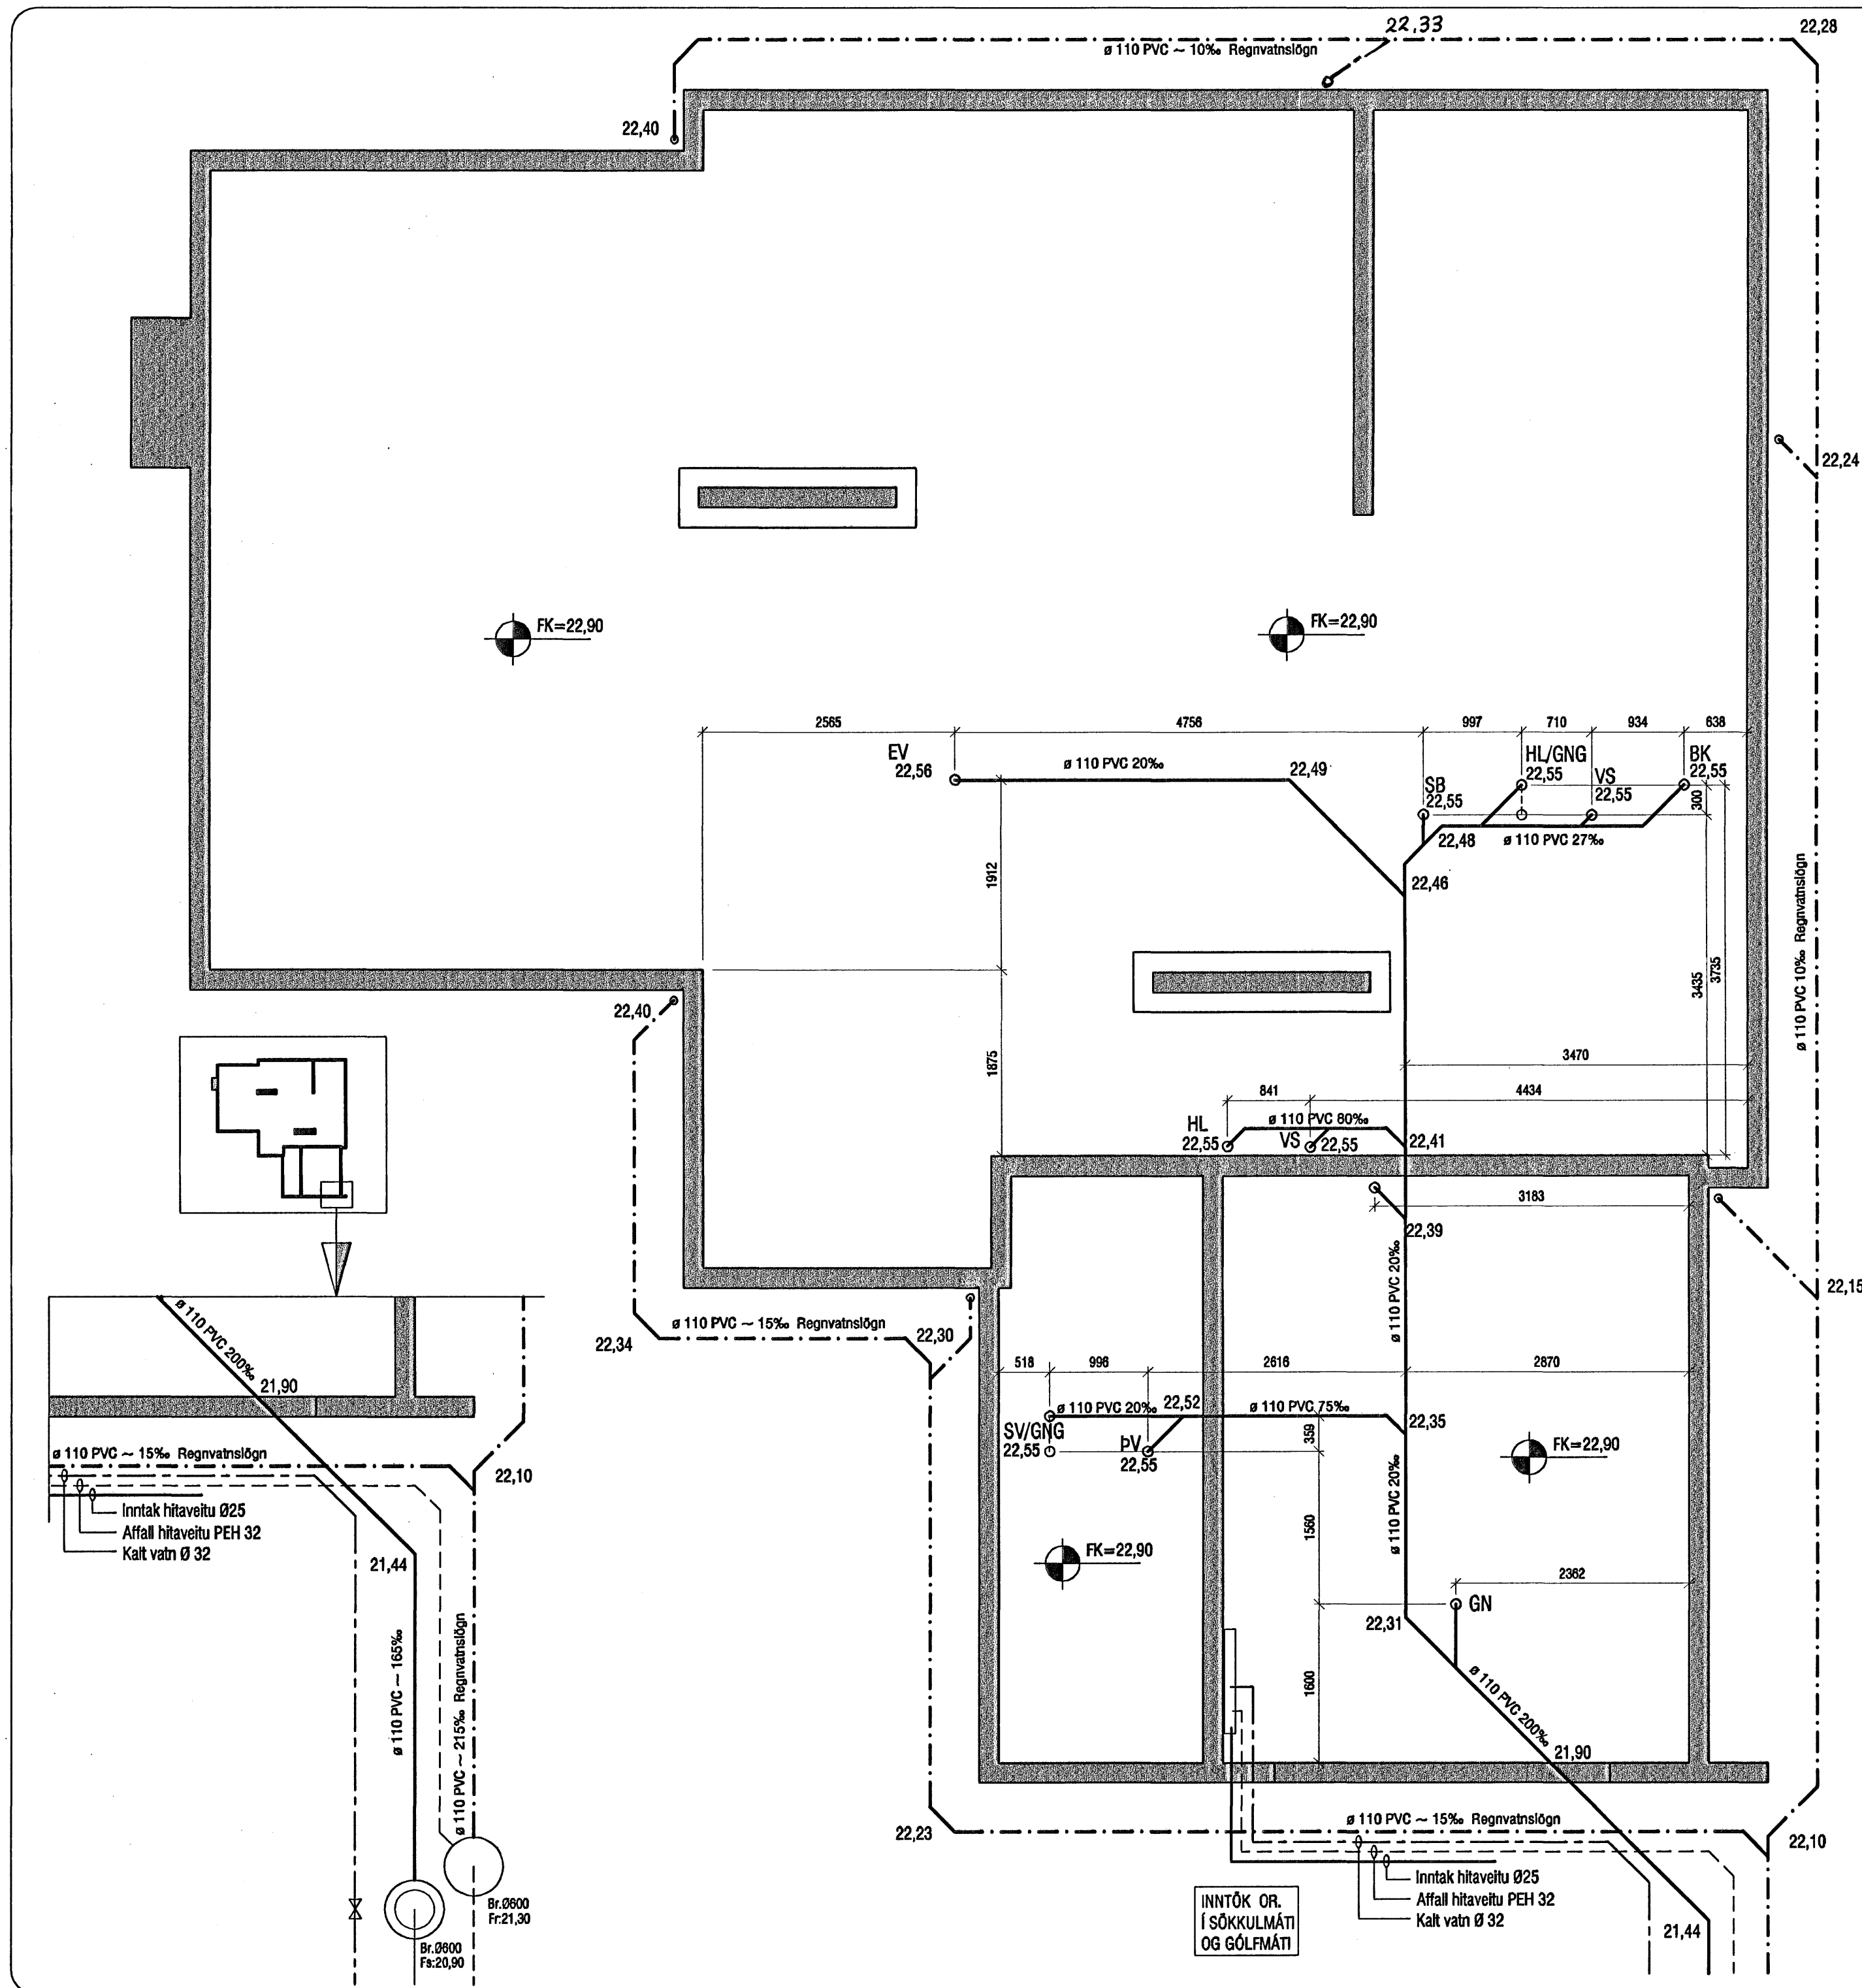 22,33
22,28
ø 110 PVC ~ 10‰ Regnvatnslögn
22,40
22,24
FK=22,90
FK=22,90
2565
4756
997
710
934
638
EV
22,56
ø 110 PVC 20‰
22,49
HL/GNG
22,55
BK
22,55
SB
22,55
VS
22,55
300
22,48
ø 110 PVC 27‰
22,46
1912
ø 110 PVC 10‰ Regnvatnslögn
3435
3735
22,40
1875
3470
841
4434
HL
22,55
ø 110 PVC 80‰
VS
22,55
22,41
3183
22,39
ø 110 PVC 20‰
22,15
22,34
ø 110 PVC ~ 15‰ Regnvatnslögn
22,30
518
996
2616
2870
ø 110 PVC 20‰
22,52
ø 110 PVC 75‰
22,35
SV/GNG
22,55
ÞV
22,55
359
FK=22,90
ø 110 PVC 20‰
1560
FK=22,90
2362
GN
22,31
1600
ø 110 PVC 200‰
21,90
22,23
ø 110 PVC ~ 15‰ Regnvatnslögn
22,10
Inntak hitaveitu Ø25
Affall hitaveitu PEH 32
Kalt vatn Ø 32
INNTÖK OR.
Í SÖKKULMÁTI
OG GÓLFMÁTI
21,44
ø 110 PVC 200‰
21,90
ø 110 PVC ~ 15‰ Regnvatnslögn
22,10
Inntak hitaveitu Ø25
Affall hitaveitu PEH 32
Kalt vatn Ø 32
21,44
ø 110 PVC ~ 165‰
ø 110 PVC ~ 215‰ Regnvatnslögn
Br.Ø600
Fr:21,30
Br.Ø600
Fs:20,90